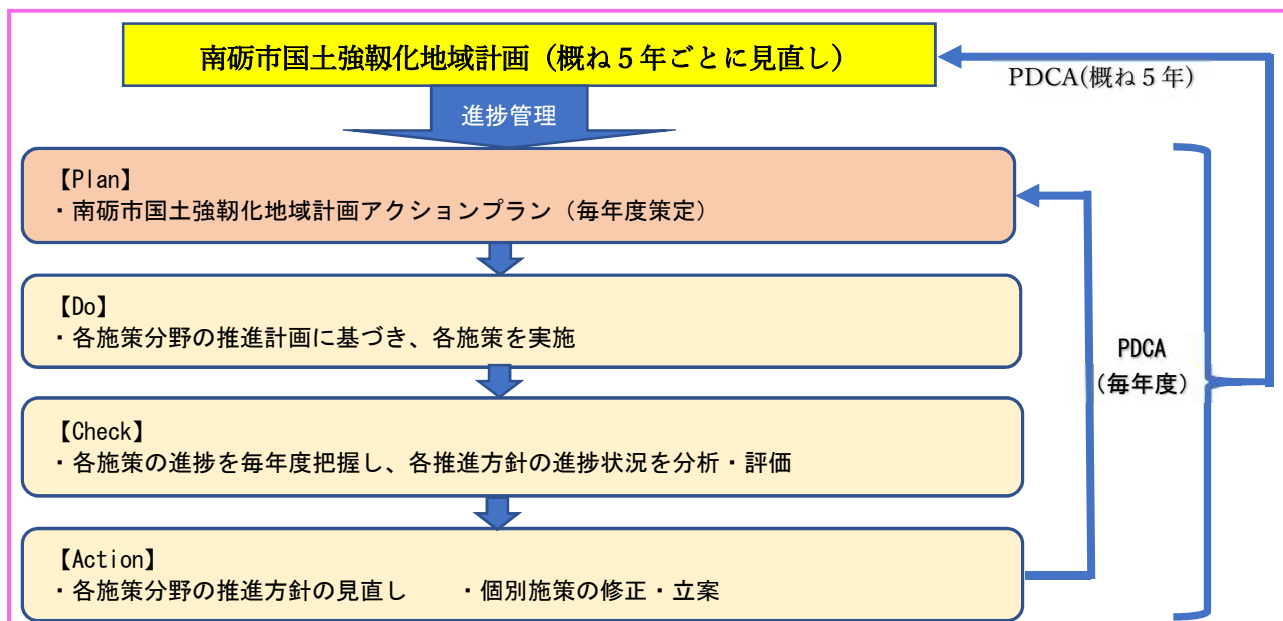 南砺市国土強靱化地域計画（概ね５年ごとに見直し）
PDCA(概ね５年)
進捗管理
【Plan】
・南砺市国土強靱化地域計画アクションプラン（毎年度策定）
【Do】
・各施策分野の推進計画に基づき、各施策を実施
PDCA
（毎年度）
【Check】
・各施策の進捗を毎年度把握し、各推進方針の進捗状況を分析・評価
【Action】
・各施策分野の推進方針の見直し　　・個別施策の修正・立案